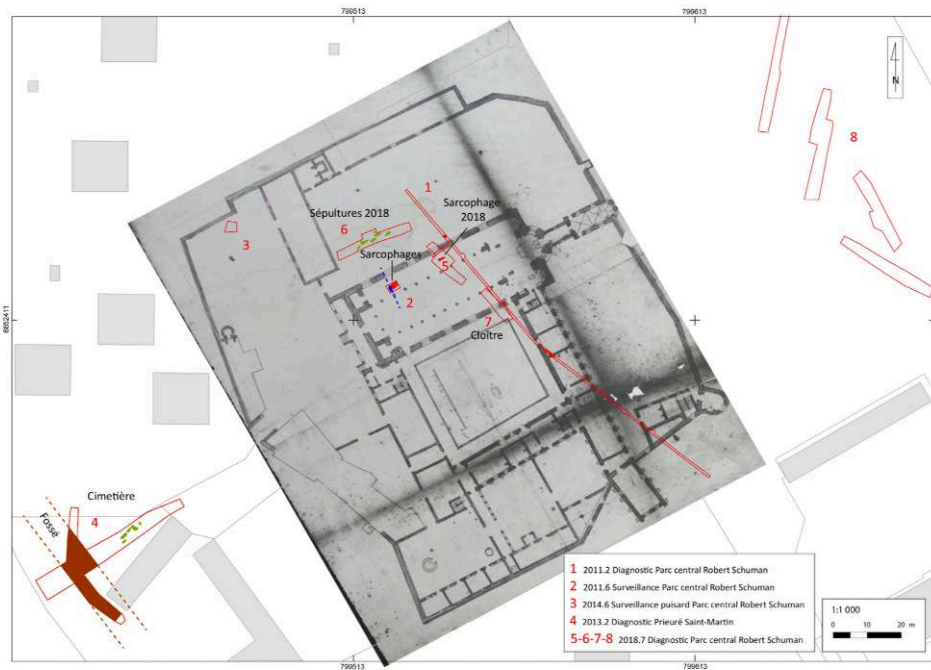 799513
799613
N
8
1
Sarcophage
2018
Sépultures 2018
6
3
5
Sarcophages
2
6652411
7
Cloître
Cimetière
4
Fossé
1 2011.2 Diagnostic Parc central Robert Schuman
2 2011.6 Surveillance Parc central Robert Schuman
3 2014.6 Surveillance puisard Parc central Robert Schuman
4 2013.2 Diagnostic Prieuré Saint-Martin
5-6-7-8 2018.7 Diagnostic Parc central Robert Schuman
1:1 000
0 10 20 m
799513
799613